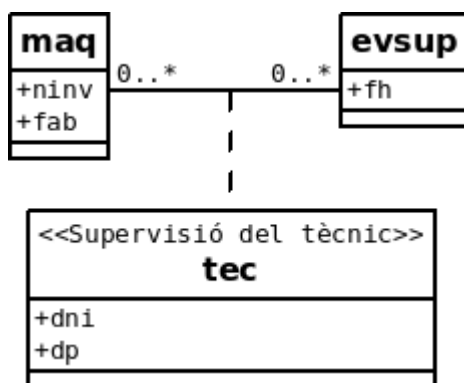 maq
evsup
0..*
0..*
+ninv
+fab
+fh
<<Supervisió del tècnic>>
tec
+dni
+dp